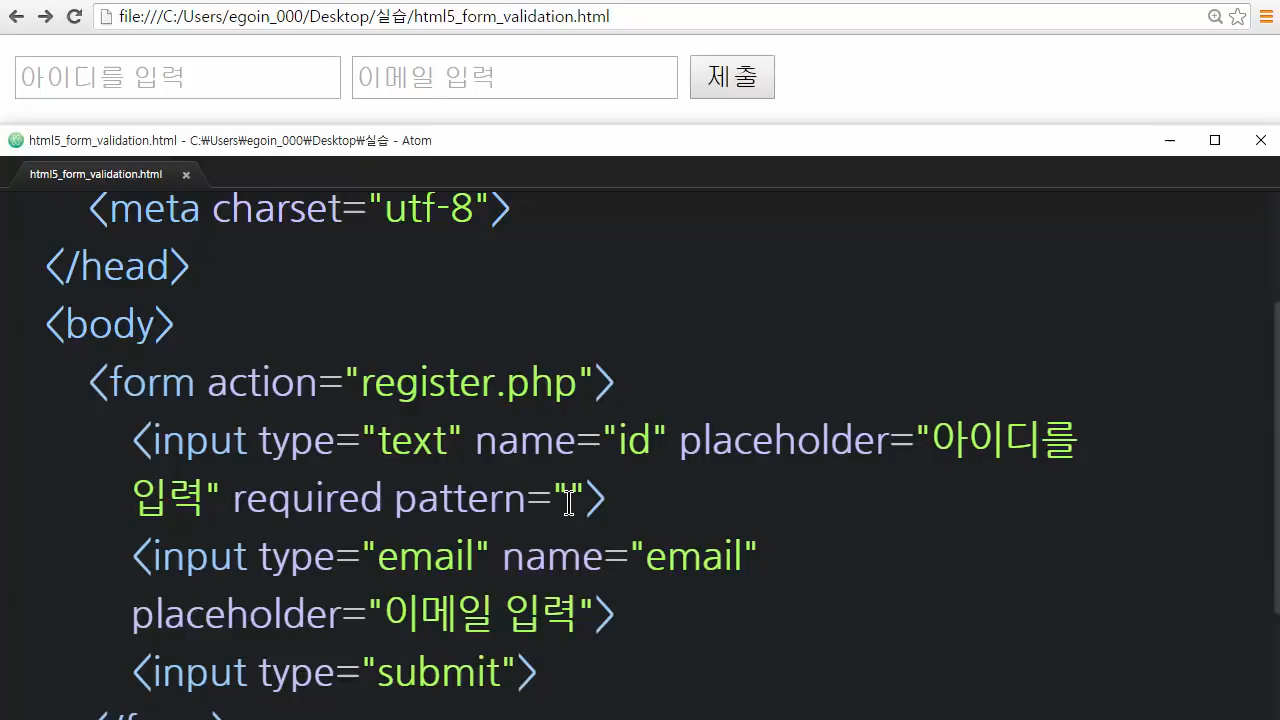 file:///C:/Users/egoin_000/Desktop/실습/html5_form_validation.html
아이디를 입력 이메일 입력 제출
html5_form_validation.html - C:₩Users₩egoin_000₩Desktop₩실습 - Atom
html5_form_validation.html
<meta charset="utf-8">
</head>
<body>
<form action="register.php">
<input type="text" name="id" placeholder="아이디를
입력" required pattern="">
<input type="email" name="email"
placeholder="이메일 입력">
<input type="submit">